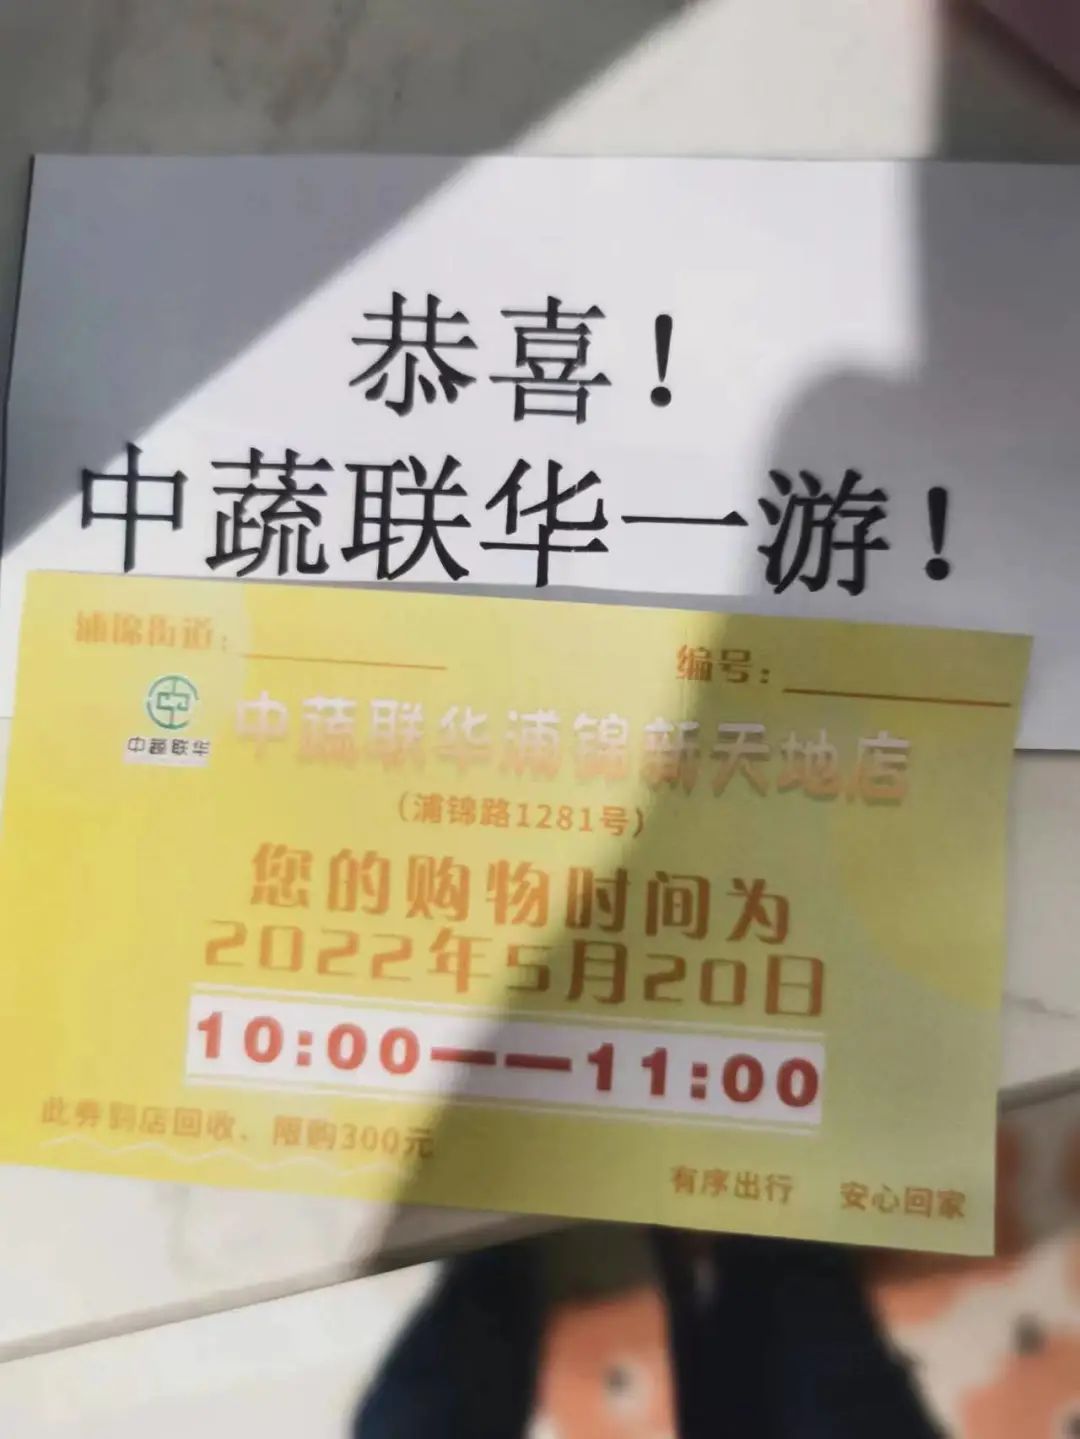 恭喜！
中蔬联华一游！
浦锦街道：
编号：
中蔬联华
中蔬联华浦锦新天地店
（浦锦路1281号）
您的购物时间为
2022年5月20日
10:00——11:00
此券到店回收、限购300元
有序出行 安心回家